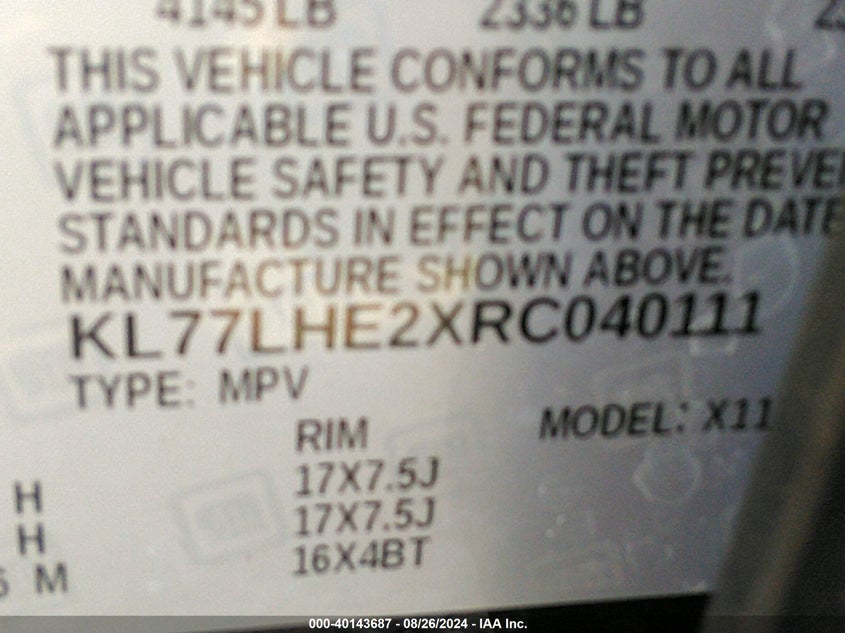 4145 LB 2336 LB
THIS VEHICLE CONFORMS TO ALL
APPLICABLE U.S. FEDERAL MOTOR
VEHICLE SAFETY AND THEFT PREVE
STANDARDS IN EFFECT ON THE DATE
MANUFACTURE SHOWN ABOVE.
KL77LHE2XRC040111
TYPE: MPV
MODEL: X11
RIM
H 17X7.5J
H 17X7.5J
M 16X4BT
000-40143687 - 08/26/2024 - IAA Inc.